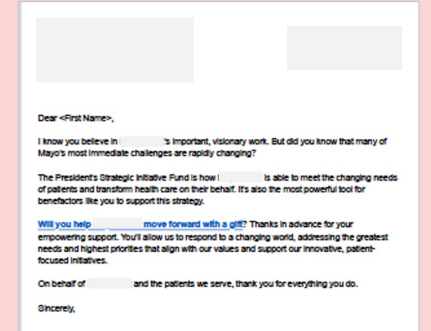 Dear <First Name>,
I know you believe in 's important, visionary work. But did you know that many of
Mayo's most immediate challenges are rapidly changing?
The President's Strategic Initiative Fund is how is able to meet the changing needs
of patients and transform health care on their behalf. It's also the most powerful tool for
benefactors like you to support this strategy.
Will you help move forward with a gift? Thanks in advance for your
empowering support. You'll allow us to respond to a changing world, addressing the greatest
needs and highest priorities that align with our values and support our innovative, patient-
focused initiatives.
On behalf of and the patients we serve, thank you for everything you do.
Sincerely,